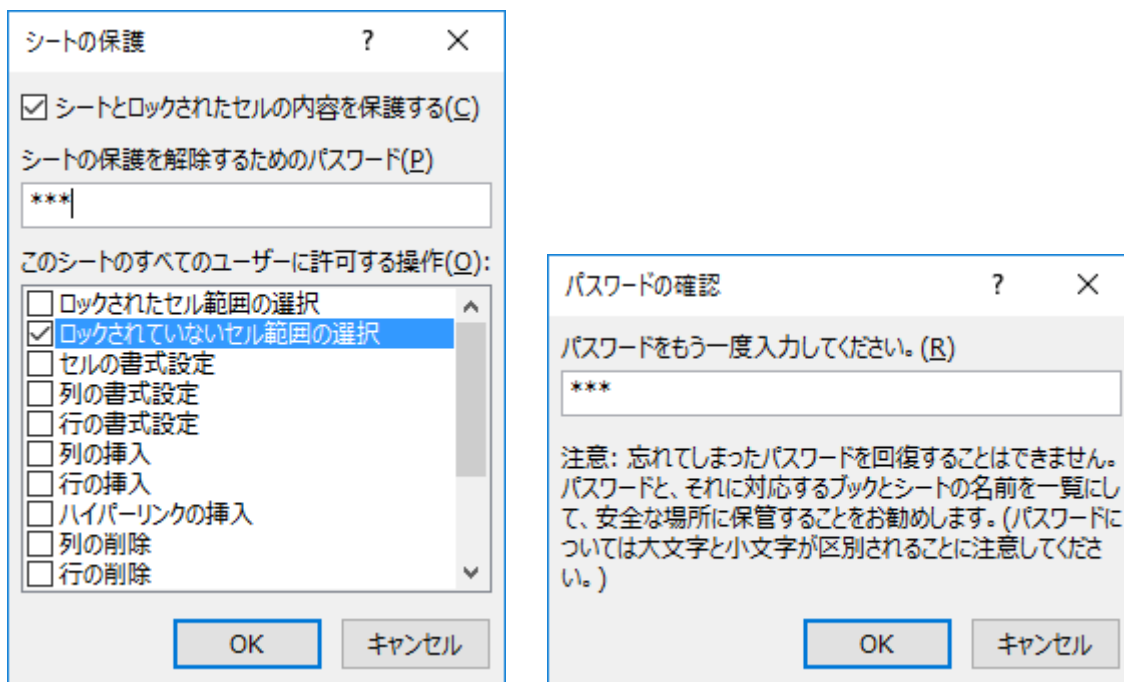 シートの保護 ?
シートとロックされたセルの内容を保護する(C)
シートの保護を解除するためのパスワード(P)
***
このシートのすべてのユーザーに許可する操作(O):
ロックされたセル範囲の選択
ロックされていないセル範囲の選択
セルの書式設定
列の書式設定
行の書式設定
列の挿入
行の挿入
ハイパーリンクの挿入
列の削除
行の削除
OK キャンセル
パスワードの確認 ?
パスワードをもう一度入力してください。(R)
***
注意: 忘れてしまったパスワードを回復することはできません。
パスワードと、それに対応するブックとシートの名前を一覧にし
て、安全な場所に保管することをお勧めします。(パスワードに
ついては大文字と小文字が区別されることに注意してくださ
い。)
OK キャンセル